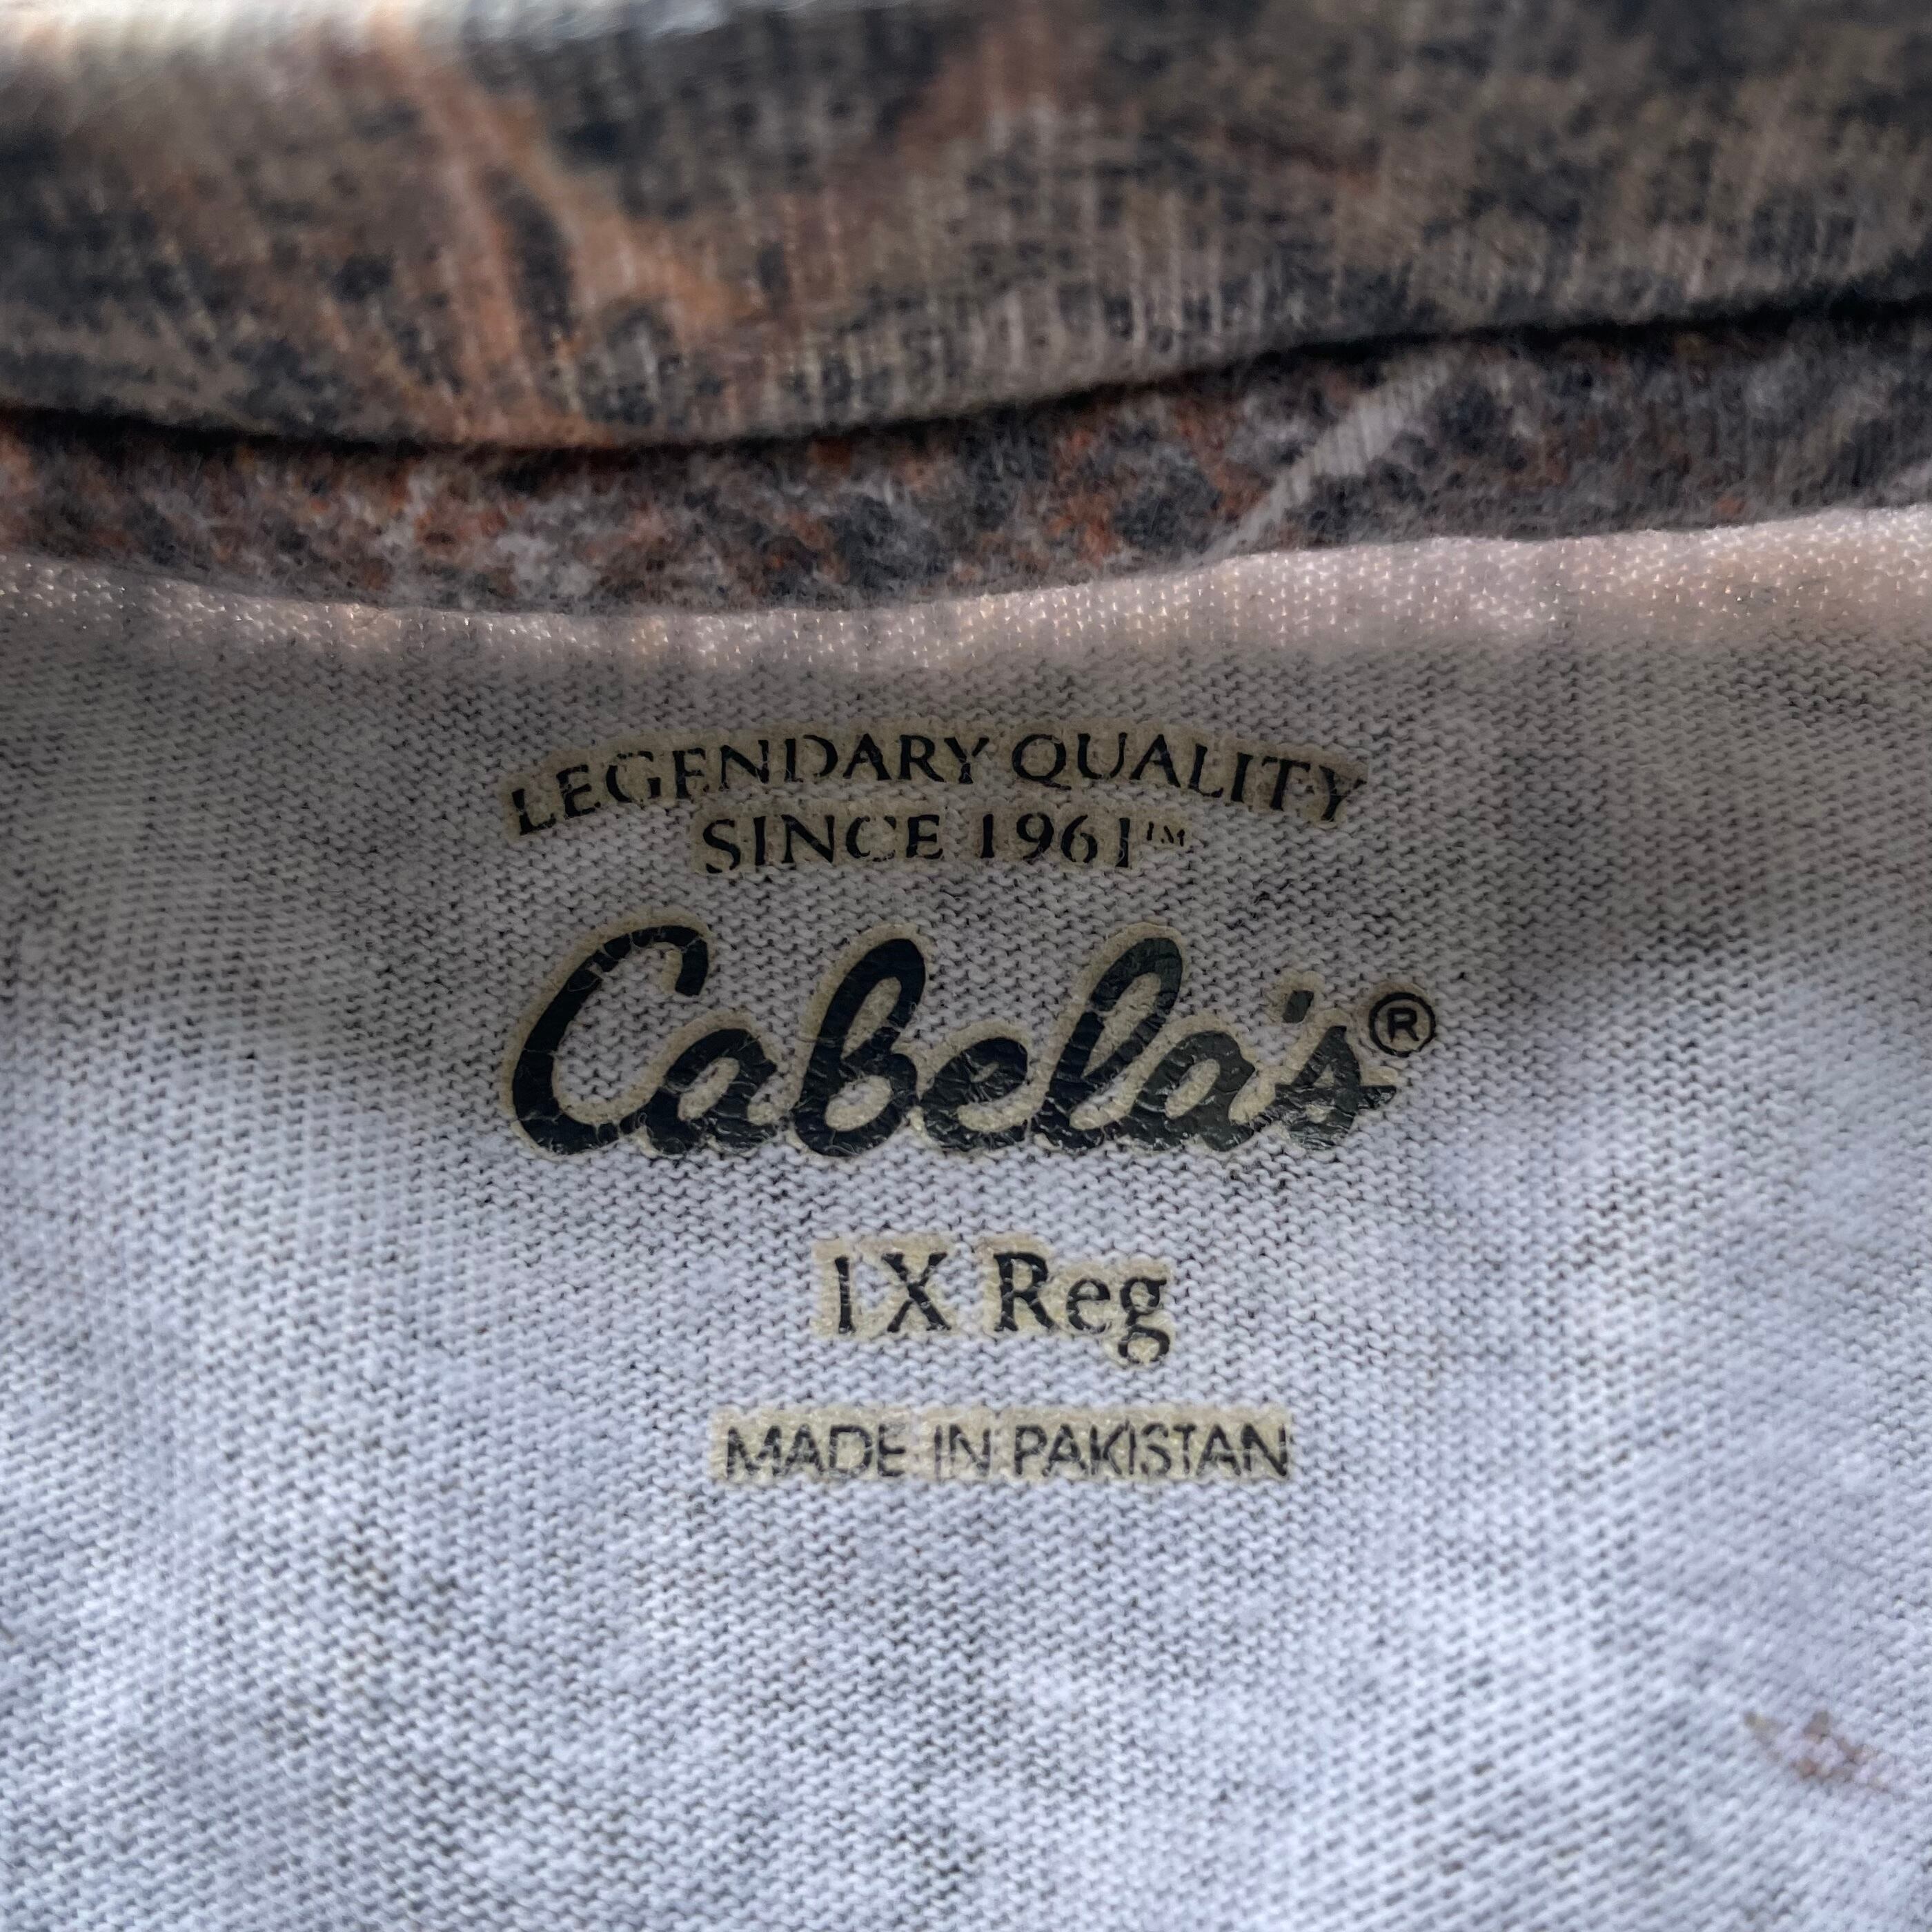 LEGENDARY QUALITY
SINCE 1961™
Cabela's®
1X Reg
MADE IN PAKISTAN